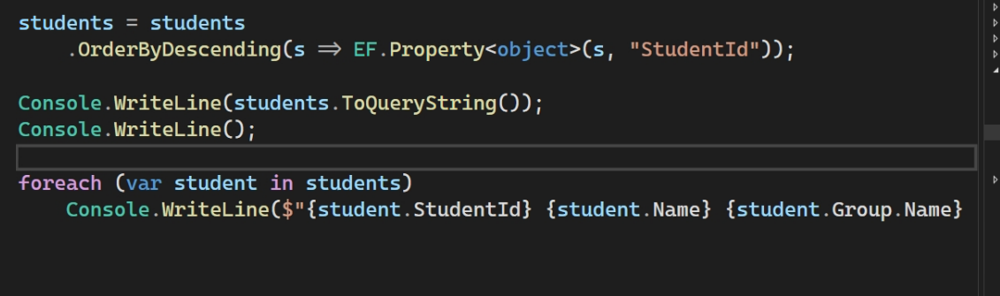 students = students
.OrderByDescending(s => EF.Property<object>(s, "StudentId"));
Console.WriteLine(students.ToQueryString());
Console.WriteLine();
foreach (var student in students)
Console.WriteLine($"{student.StudentId} {student.Name} {student.Group.Name}